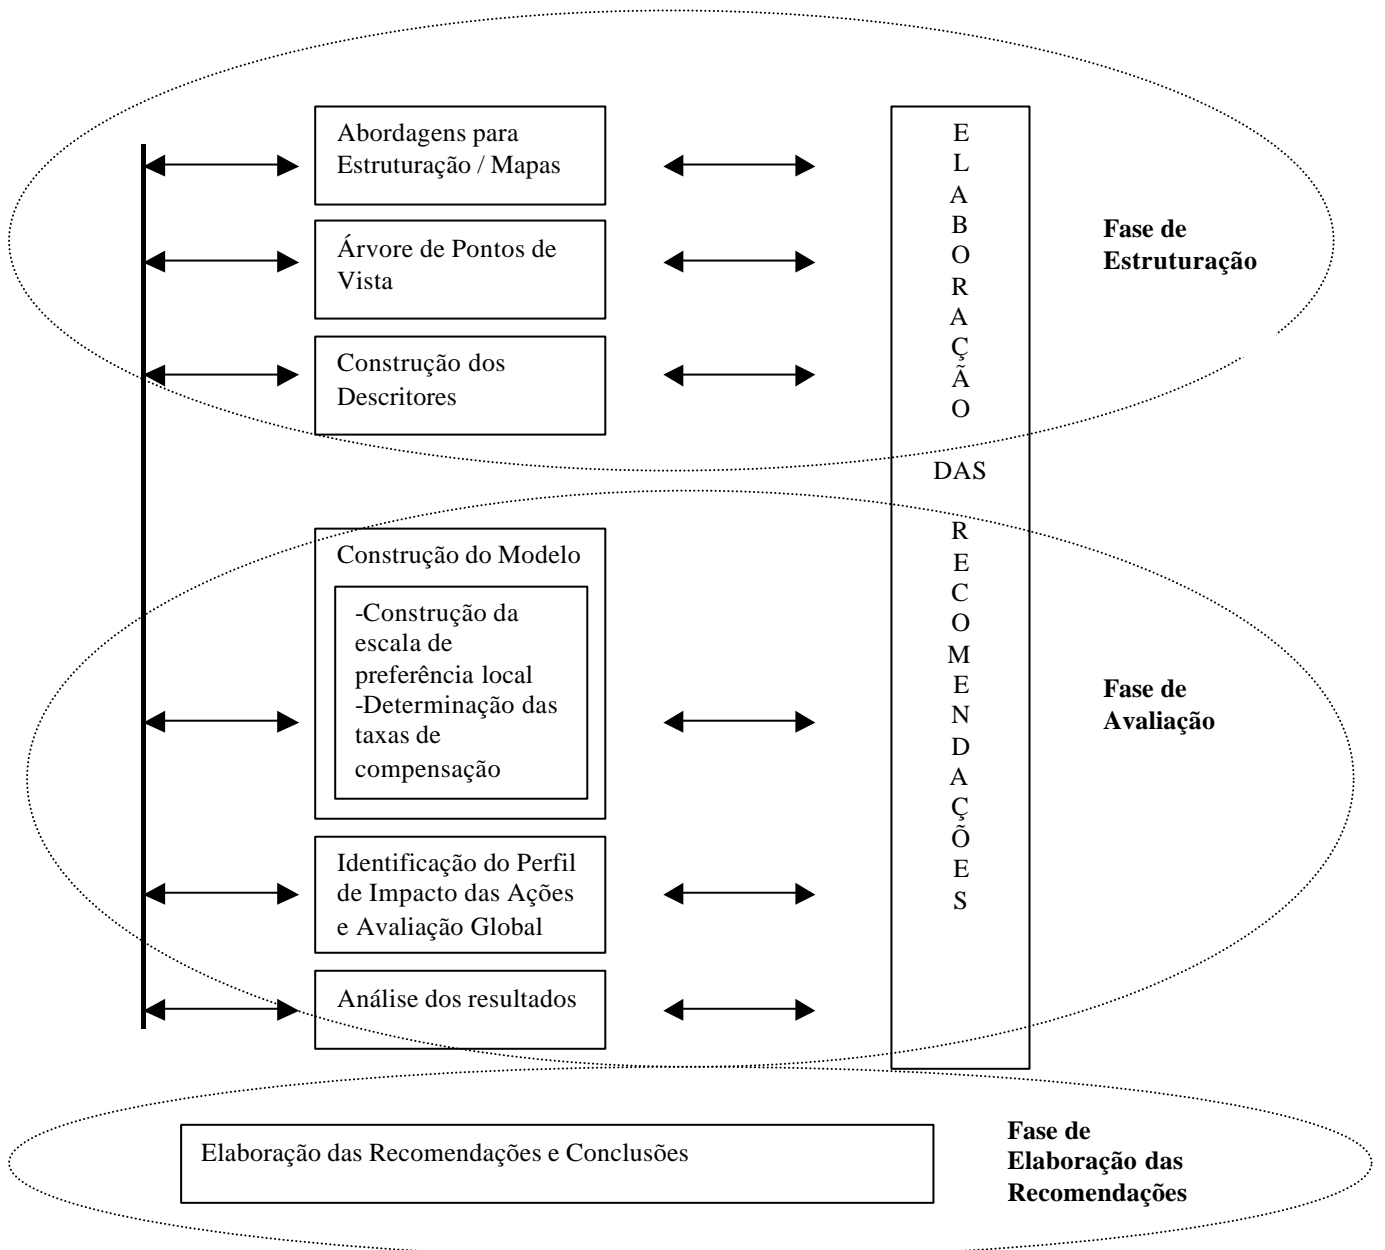 Abordagens para
Estruturação / Mapas
Árvore de Pontos de
Vista
Construção dos
Descritores
E
L
A
B
O
R
A
Ç
Ã
O
DAS
R
E
C
O
M
E
N
D
A
Ç
Õ
E
S
Fase de
Estruturação
Construção do Modelo
-Construção da
escala de
preferência local
-Determinação das
taxas de
compensação
Identificação do Perfil
de Impacto das Ações
e Avaliação Global
Análise dos resultados
Fase de
Avaliação
Elaboração das Recomendações e Conclusões
Fase de
Elaboração das
Recomendações